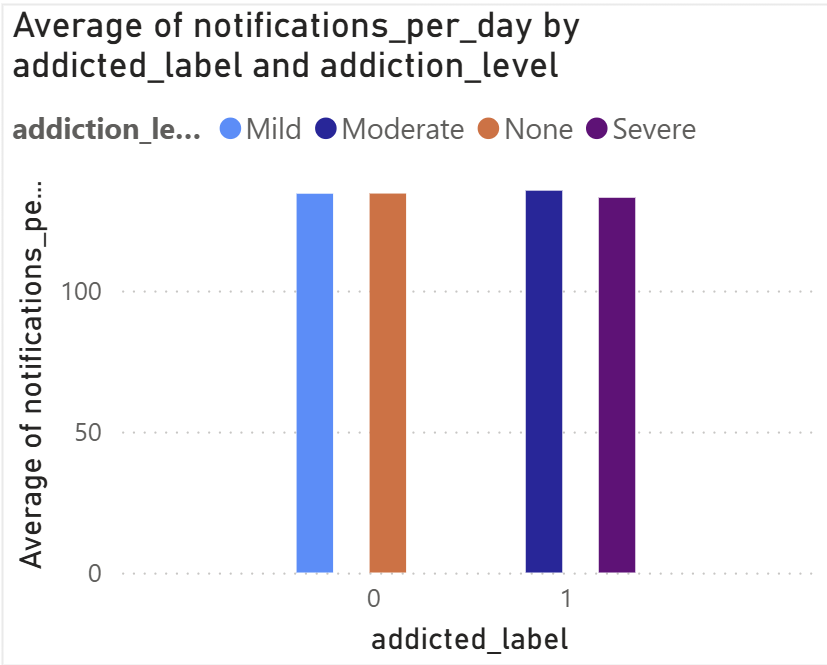 Average of notifications_per_day by
addicted_label and addiction_level
addiction_le... Mild Moderate None Severe
Average of notifications_pe...
100
50
0
0 1
addicted_label